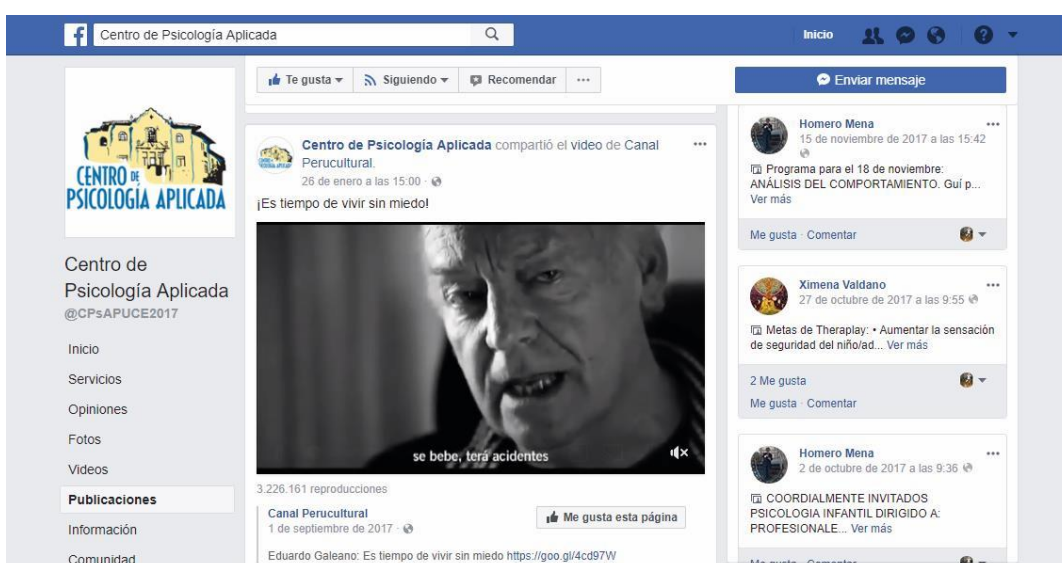 Centro de Psicología Aplicada
Inicio
CENTRO DE
PSICOLOGÍA APLICADA
Centro de
Psicología Aplicada
@CPsAPUCE2017
Inicio
Servicios
Opiniones
Fotos
Videos
Publicaciones
Información
Comunidad
Te gusta
Siguiendo
Recomendar
Enviar mensaje
Centro de Psicología Aplicada compartió el video de Canal
Perucultural.
26 de enero a las 15:00 ·
¡Es tiempo de vivir sin miedo!
se bebe, terá acidentes
3.226.161 reproducciones
Canal Perucultural
1 de septiembre de 2017 ·
Me gusta esta página
Eduardo Galeano: Es tiempo de vivir sin miedo https://goo.gl/4cd97W
Homero Mena
15 de noviembre de 2017 a las 15:42
Programa para el 18 de noviembre:
ANÁLISIS DEL COMPORTAMIENTO. Guí p...
Ver más
Me gusta · Comentar
Ximena Valdano
27 de octubre de 2017 a las 9:55
Metas de Theraplay: • Aumentar la sensación
de seguridad del niño/ad... Ver más
2 Me gusta
Me gusta · Comentar
Homero Mena
2 de octubre de 2017 a las 9:36
COORDIALMENTE INVITADOS
PSICOLOGIA INFANTIL DIRIGIDO A:
PROFESIONALE... Ver más
Me gusta · Comentar